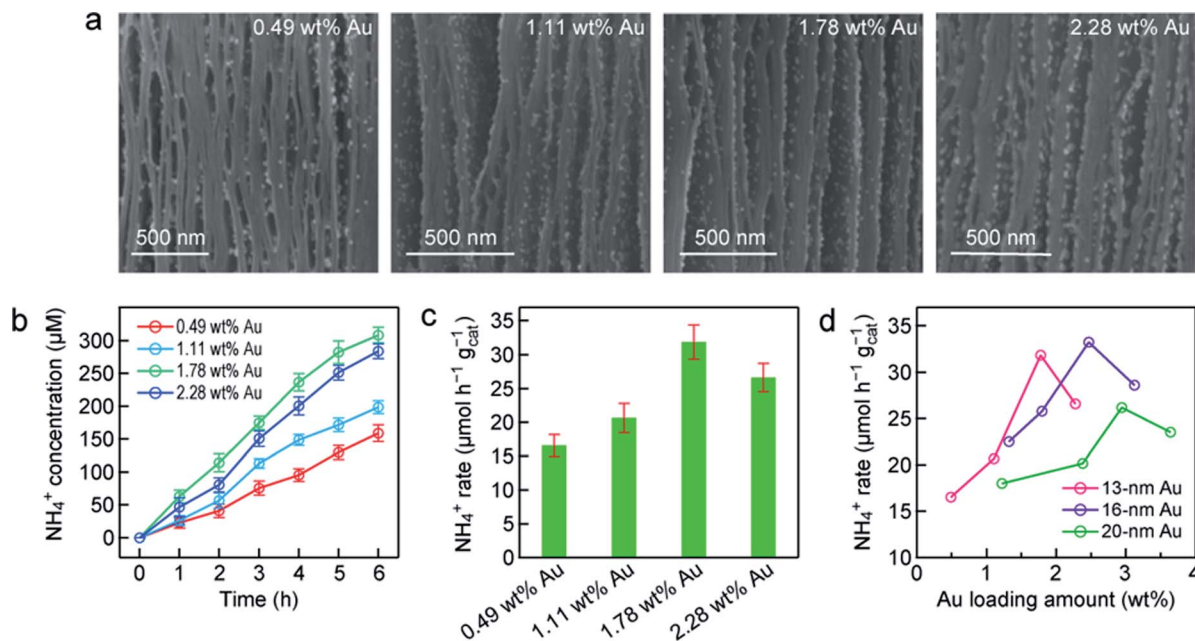 a
0.49 wt% Au
1.11 wt% Au
1.78 wt% Au
2.28 wt% Au
500 nm
500 nm
500 nm
500 nm
b
NH₄⁺ concentration (μM)
300
250
200
150
100
50
0
0.49 wt% Au
1.11 wt% Au
1.78 wt% Au
2.28 wt% Au
0 1 2 3 4 5 6
Time (h)
c
NH₄⁺ rate (μmol h⁻¹ g⁻¹cat)
35
30
25
20
15
10
5
0
0.49 wt% Au
1.11 wt% Au
1.78 wt% Au
2.28 wt% Au
d
NH₄⁺ rate (μmol h⁻¹ g⁻¹cat)
35
30
25
20
15
10
13-nm Au
16-nm Au
20-nm Au
0 1 2 3 4
Au loading amount (wt%)